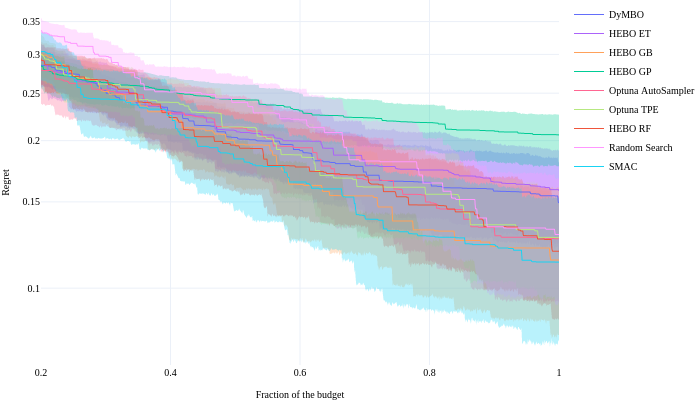 0.35
0.3
0.25
0.2
0.15
0.1
Regret
0.2
0.4
0.6
0.8
1
Fraction of the budget
DyMBO
HEBO ET
HEBO GB
HEBO GP
Optuna AutoSampler
Optuna TPE
HEBO RF
Random Search
SMAC